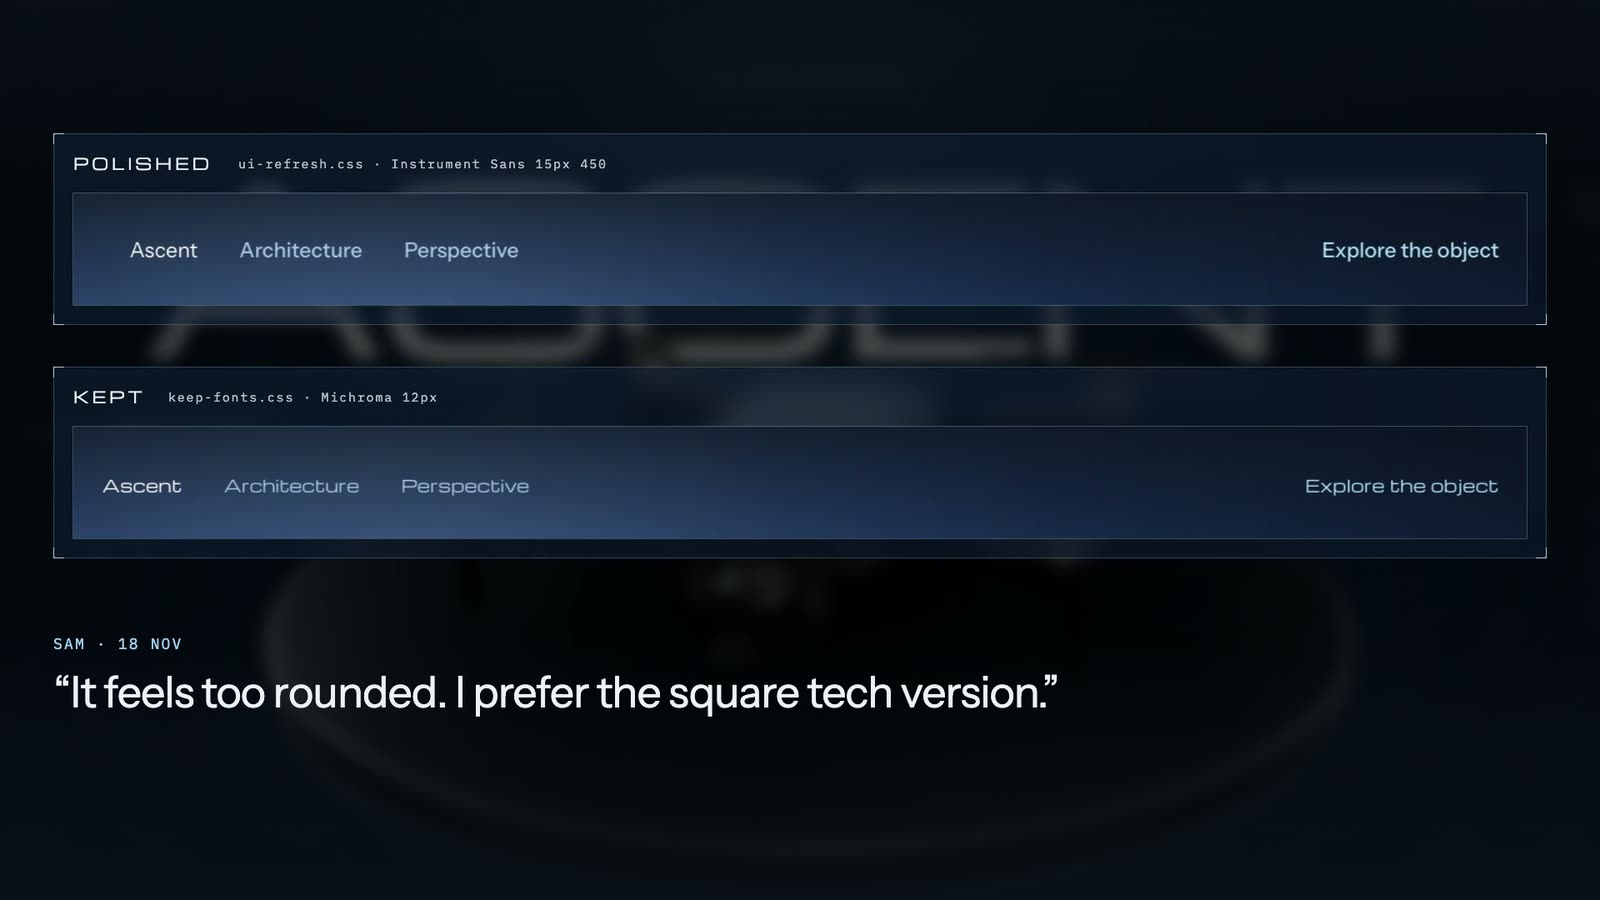 POLISHED ui-refresh.css · Instrument Sans 15px 450
Ascent Architecture Perspective Explore the object
ASCENT
KEPT keep-fonts.css · Michroma 12px
Ascent Architecture Perspective Explore the object
SAM · 18 NOV
“It feels too rounded. I prefer the square tech version.”